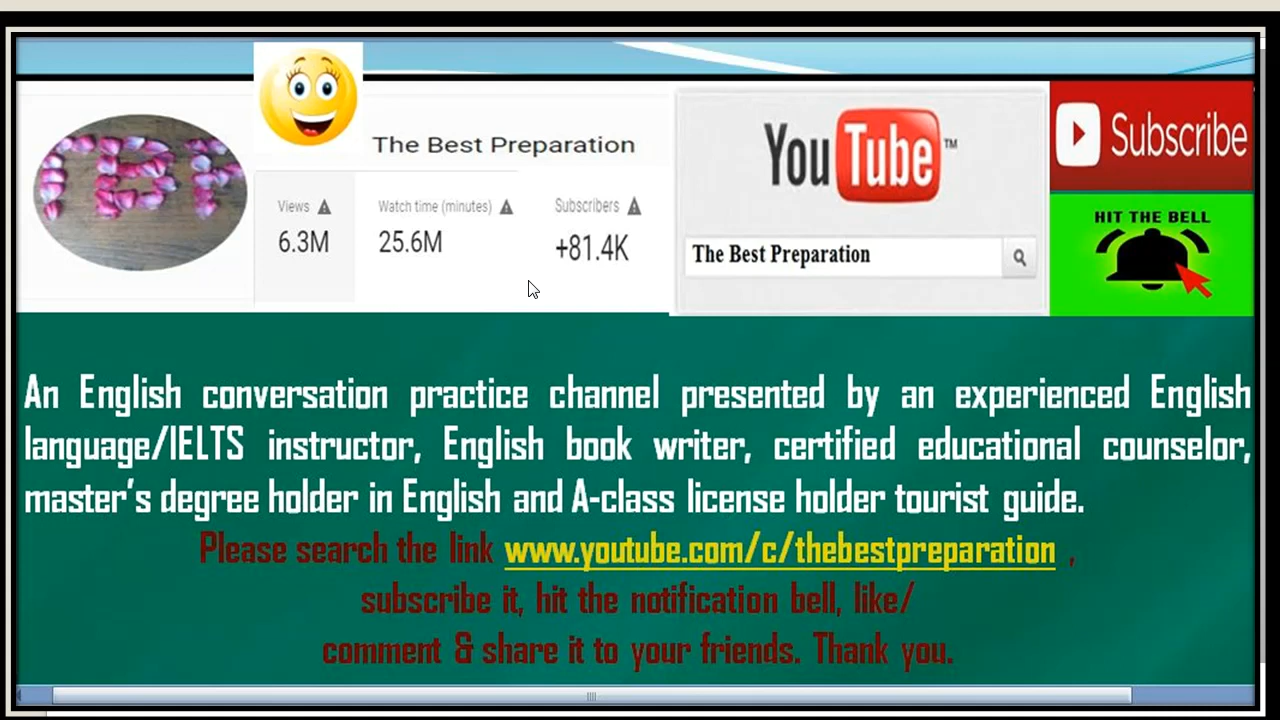 TBP
The Best Preparation
Views
6.3M
Watch time (minutes)
25.6M
Subscribers
+81.4K
YouTube™
The Best Preparation
Subscribe
HIT THE BELL
An English conversation practice channel presented by an experienced English
language/IELTS instructor, English book writer, certified educational counselor,
master's degree holder in English and A-class license holder tourist guide.
Please search the link www.youtube.com/c/thebestpreparation ,
subscribe it, hit the notification bell, like/
comment & share it to your friends. Thank you.